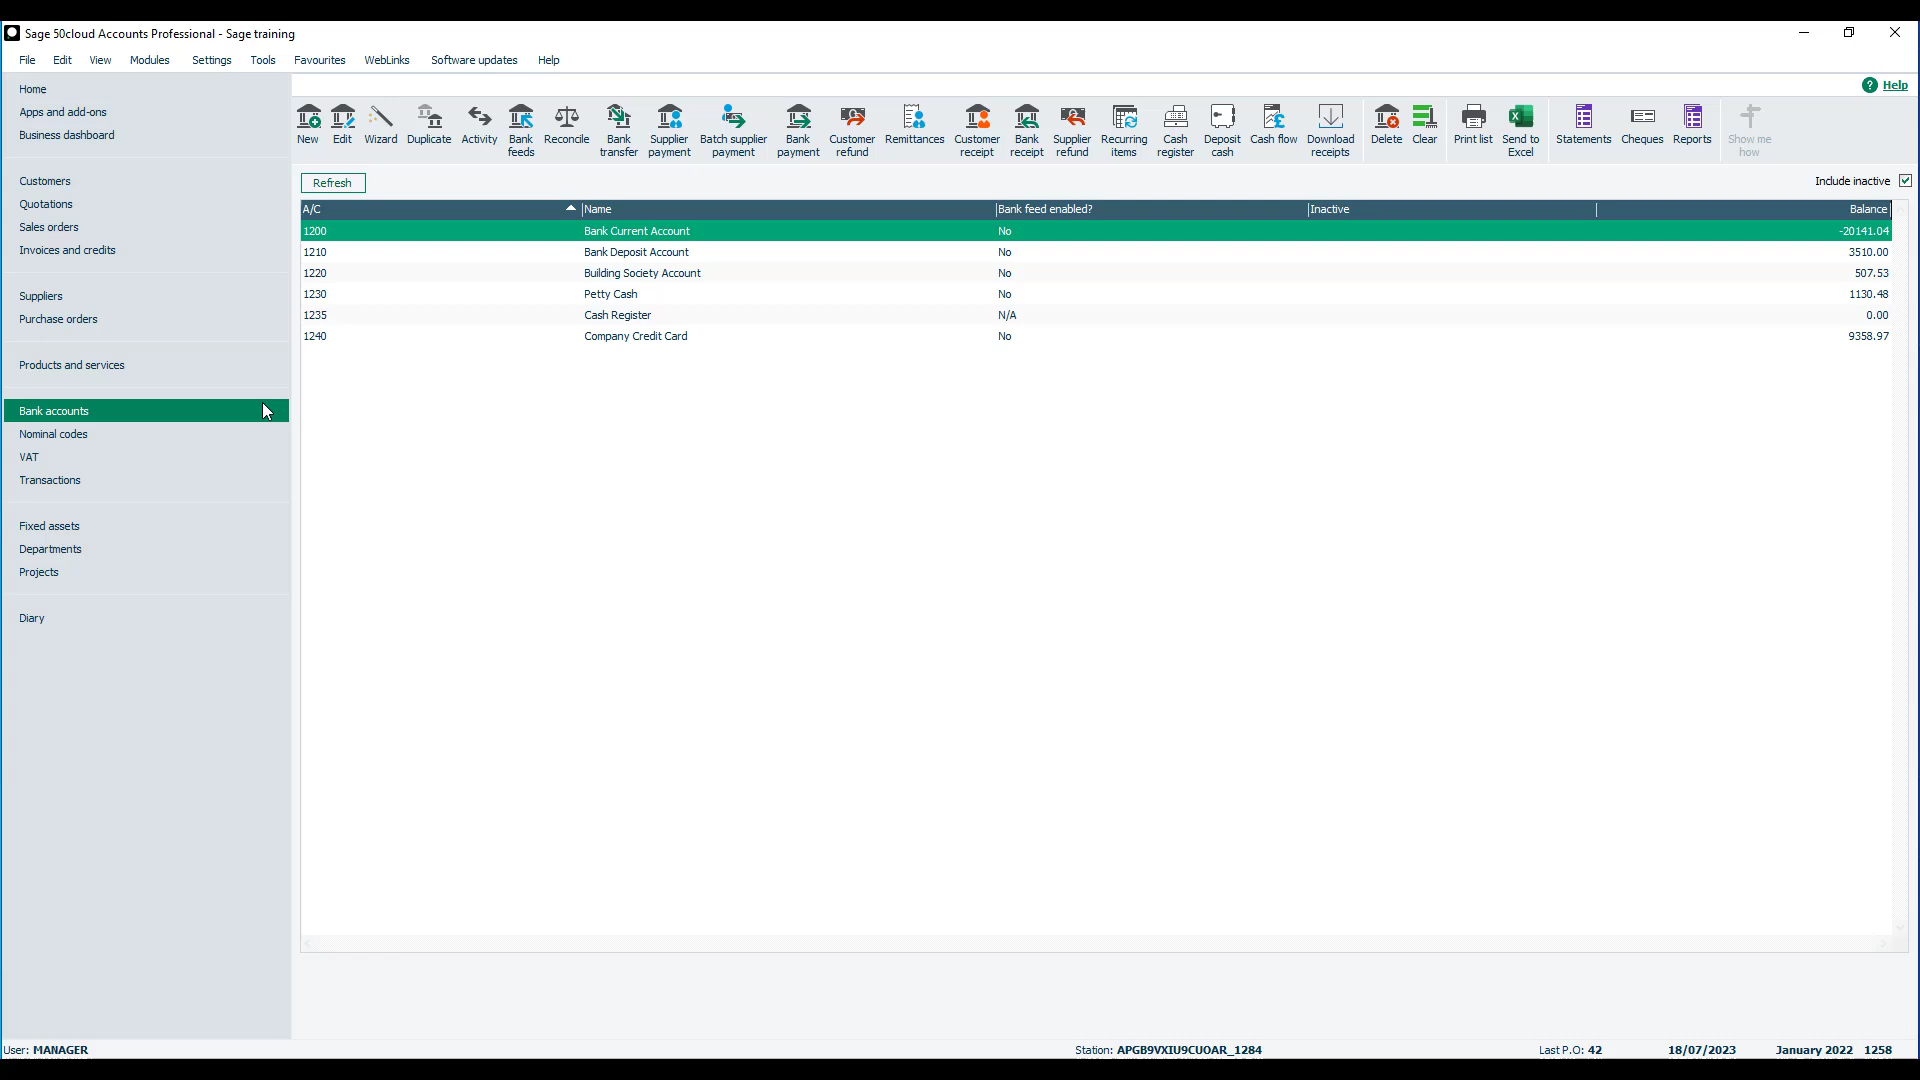 Sage 50cloud Accounts Professional - Sage training
File Edit View Modules Settings Tools Favourites WebLinks Software updates Help
Home
Apps and add-ons
Business dashboard
Customers
Quotations
Sales orders
Invoices and credits
Suppliers
Purchase orders
Products and services
Bank accounts
Nominal codes
VAT
Transactions
Fixed assets
Departments
Projects
Diary
? Help
New
Edit
Wizard
Duplicate
Activity
Bank
feeds
Reconcile
Bank
transfer
Supplier
payment
Batch supplier
payment
Bank
payment
Customer
refund
Remittances
Customer
receipt
Bank
receipt
Supplier
refund
Recurring
items
Cash
register
Deposit
cash
Cash flow
Download
receipts
Delete
Clear
Print list
Send to
Excel
Statements
Cheques
Reports
Show me
how
Refresh
Include inactive
A/C Name Bank feed enabled? Inactive Balance
1200 Bank Current Account No -20141.04
1210 Bank Deposit Account No 3510.00
1220 Building Society Account No 507.53
1230 Petty Cash No 1130.48
1235 Cash Register N/A 0.00
1240 Company Credit Card No 9358.97
User: MANAGER Station: APGB9VXIU9CUOAR_1284 Last P.O: 42 18/07/2023 January 2022 1258